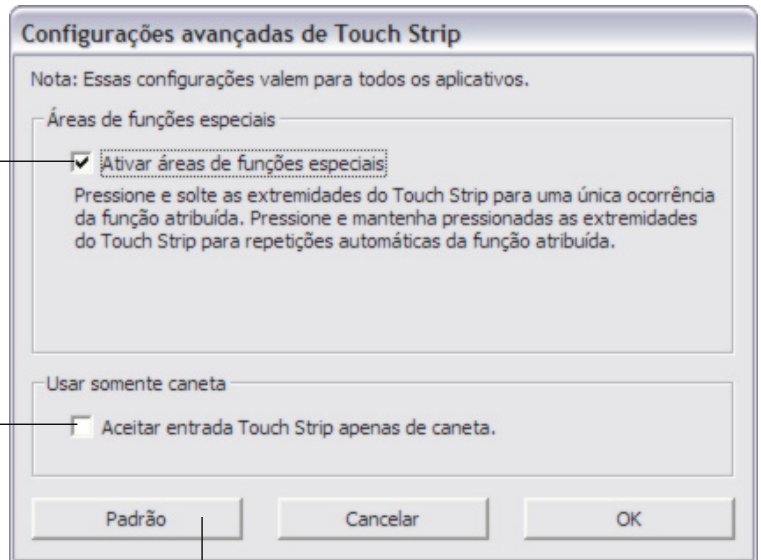 Configurações avançadas de Touch Strip
Nota: Essas configurações valem para todos os aplicativos.
Áreas de funções especiais
Ativar áreas de funções especiais
Pressione e solte as extremidades do Touch Strip para uma única ocorrência
da função atribuída. Pressione e mantenha pressionadas as extremidades
do Touch Strip para repetições automáticas da função atribuída.
Usar somente caneta
Aceitar entrada Touch Strip apenas de caneta.
Padrão
Cancelar
OK